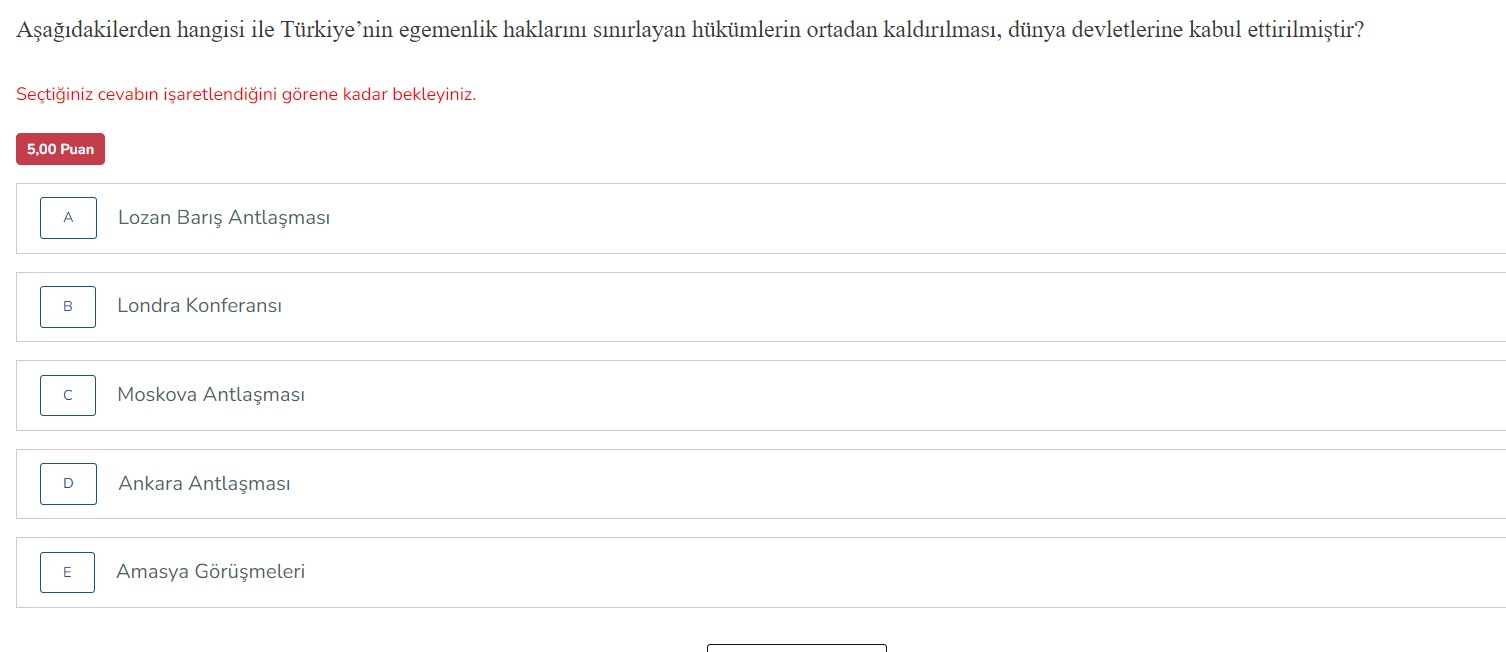 Aşağıdakilerden hangisi ile Türkiye’nin egemenlik haklarını sınırlayan hükümlerin ortadan kaldırılması, dünya devletlerine kabul ettirilmiştir?
Seçtiğiniz cevabın işaretlendiğini görene kadar bekleyiniz.
5,00 Puan
A Lozan Barış Antlaşması
B Londra Konferansı
C Moskova Antlaşması
D Ankara Antlaşması
E Amasya Görüşmeleri